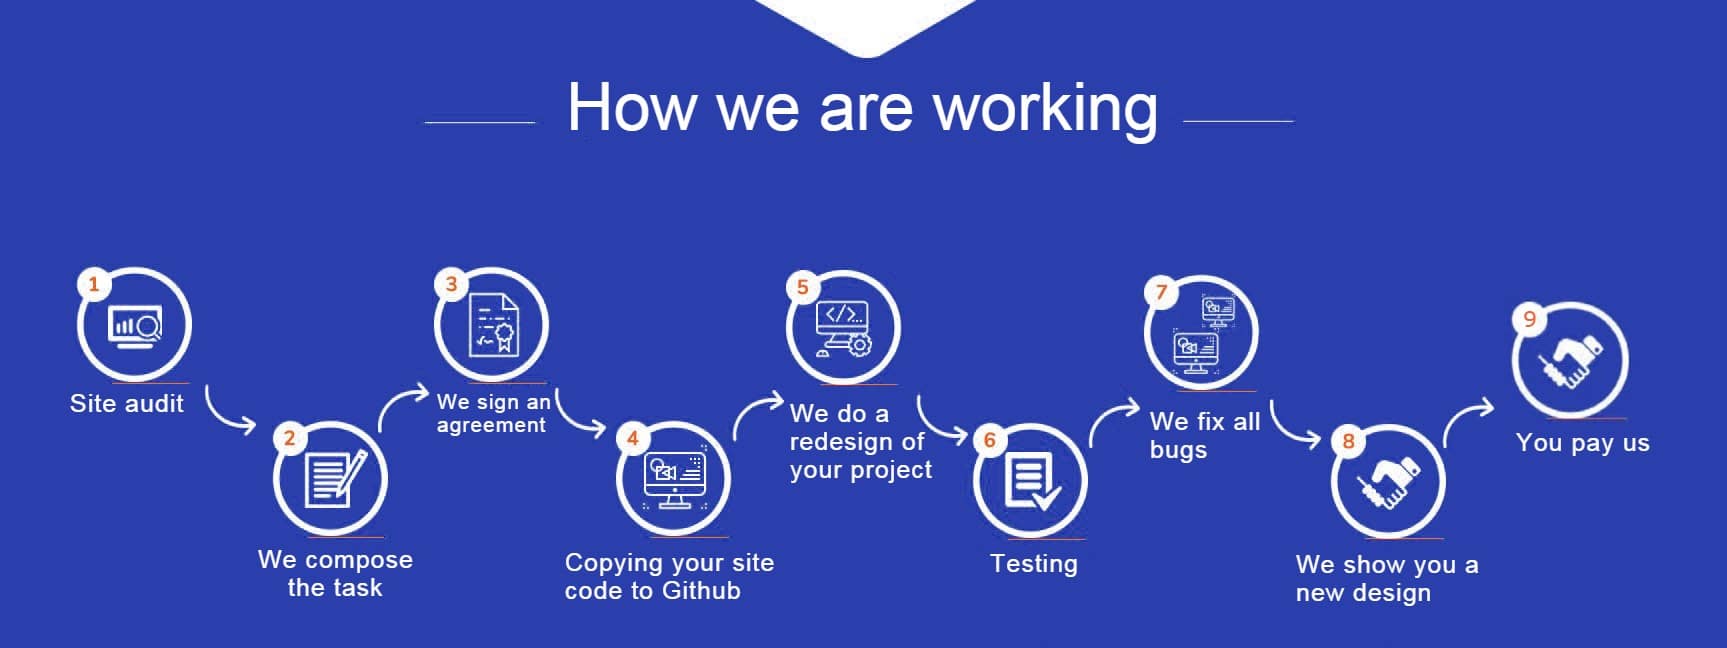 How we are working
1
Site audit
2
We compose
the task
3
We sign an
agreement
4
Copying your site
code to Github
5
</>...
We do a
redesign of
your project
6
Testing
7
We fix all
bugs
8
We show you a
new design
9
You pay us